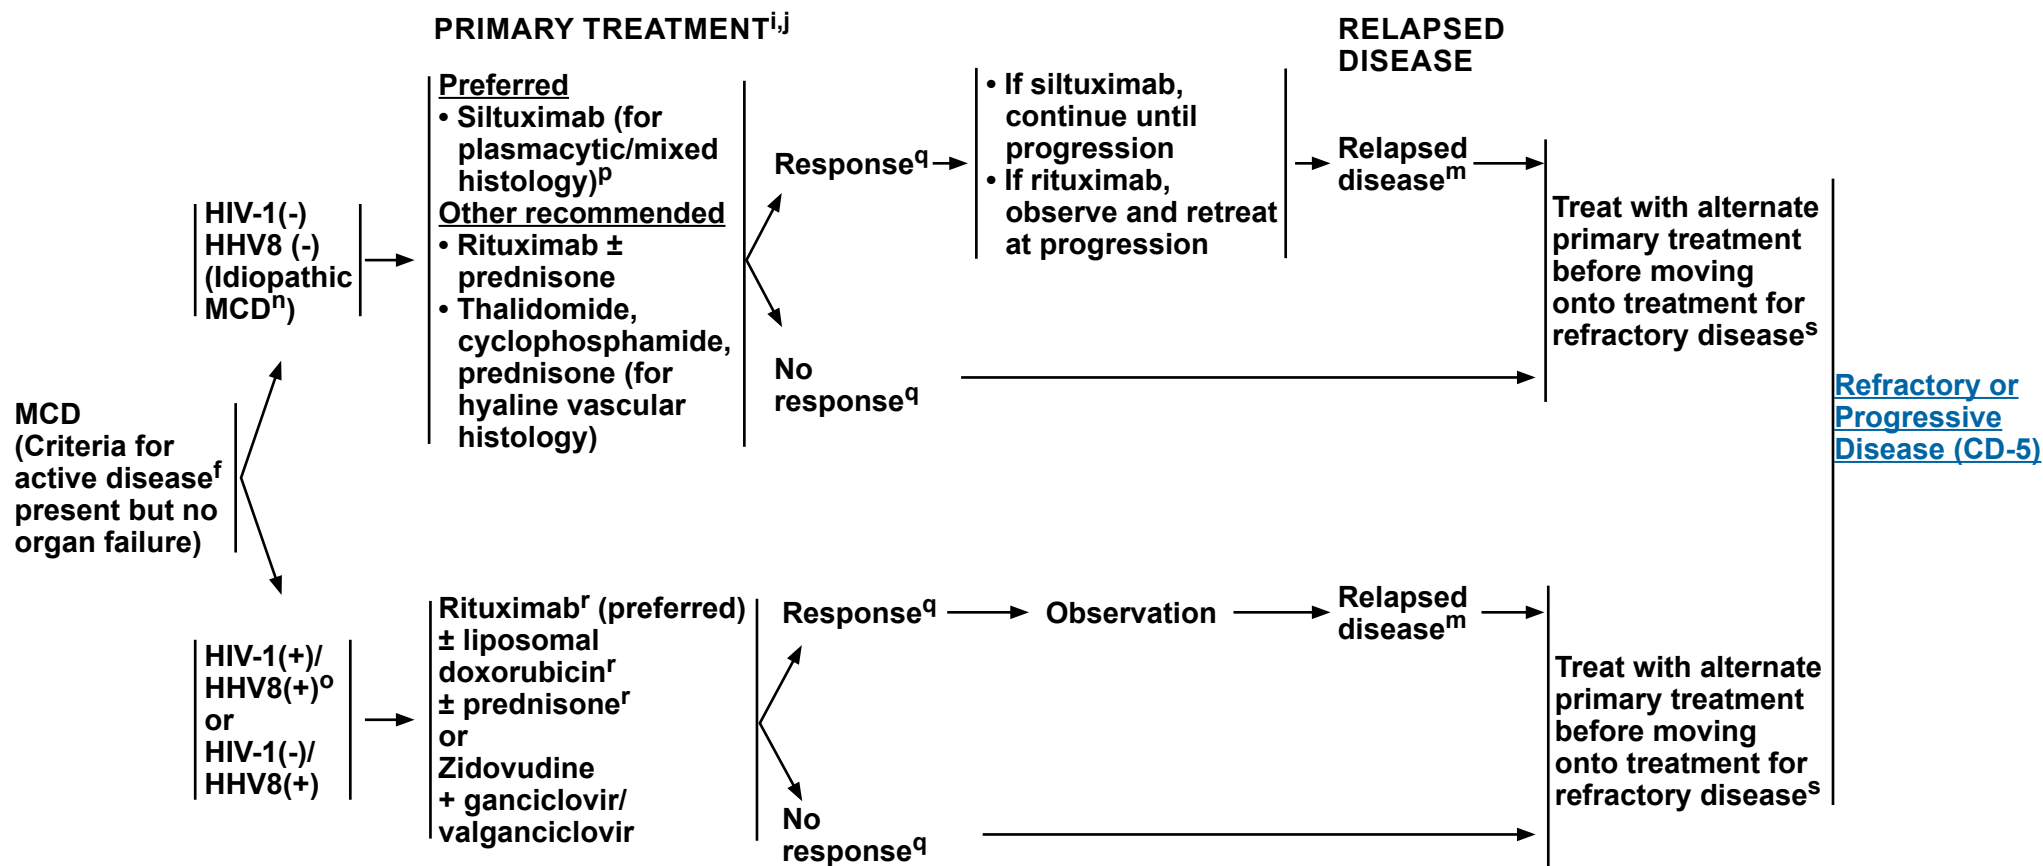 PRIMARY TREATMENTi,j
RELAPSED
DISEASE
MCD
(Criteria for
active diseasef
present but no
organ failure)
HIV-1(-)
HHV8 (-)
(Idiopathic
MCDn)
Preferred
• Siltuximab (for
plasmacytic/mixed
histology)p
Other recommended
• Rituximab ±
prednisone
• Thalidomide,
cyclophosphamide,
prednisone (for
hyaline vascular
histology)
Responseq
• If siltuximab,
continue until
progression
• If rituximab,
observe and retreat
at progression
Relapsed
diseasem
No
responseq
Treat with alternate
primary treatment
before moving
onto treatment for
refractory diseases
HIV-1(+)/
HHV8(+)o
or
HIV-1(-)/
HHV8(+)
Rituximabr (preferred)
± liposomal
doxorubicinr
± prednisoner
or
Zidovudine
+ ganciclovir/
valganciclovir
Responseq
Observation
Relapsed
diseasem
No
responseq
Treat with alternate
primary treatment
before moving
onto treatment for
refractory diseases
Refractory or
Progressive
Disease (CD-5)